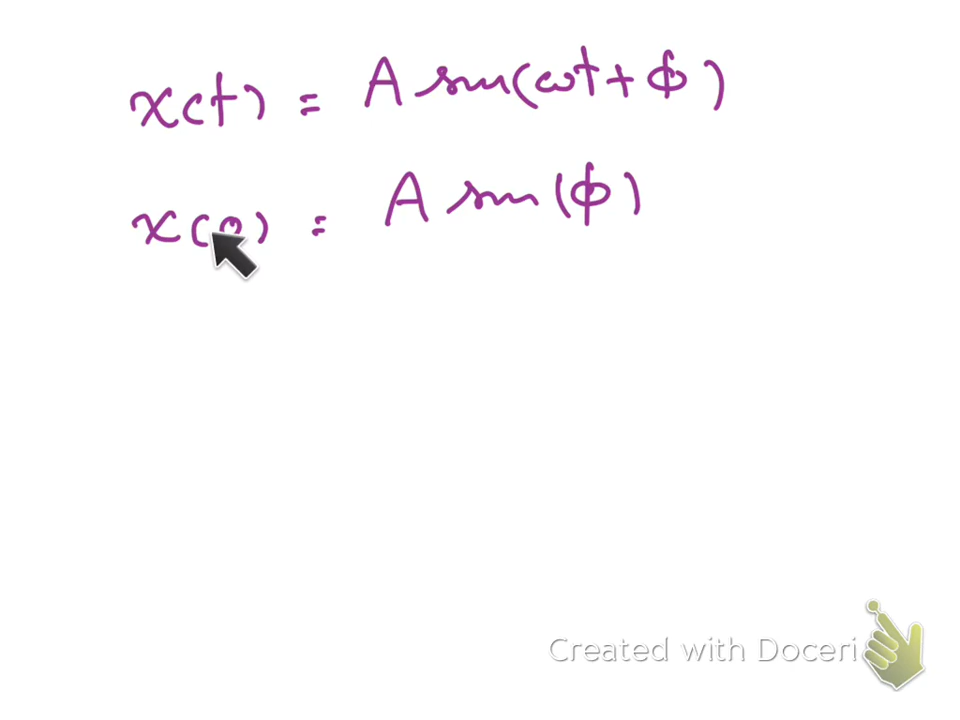 x(t) = A sin(ωt + ϕ)
x(0) = A sin(ϕ)
Created with Doceri